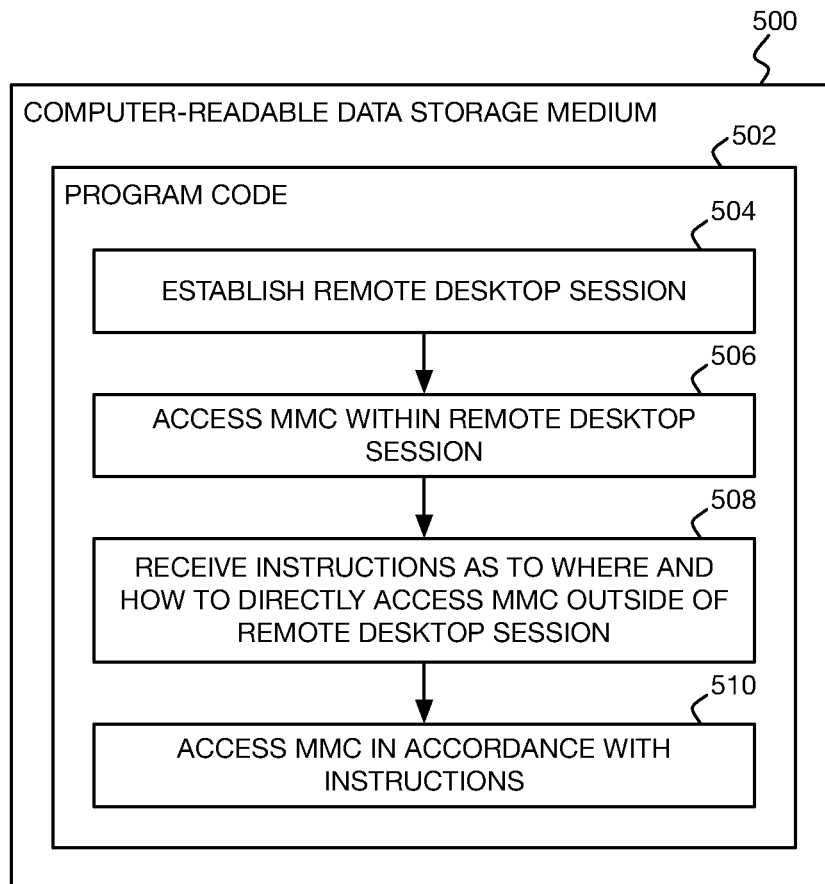 500
COMPUTER-READABLE DATA STORAGE MEDIUM
502
PROGRAM CODE
504
ESTABLISH REMOTE DESKTOP SESSION
506
ACCESS MMC WITHIN REMOTE DESKTOP
SESSION
508
RECEIVE INSTRUCTIONS AS TO WHERE AND
HOW TO DIRECTLY ACCESS MMC OUTSIDE OF
REMOTE DESKTOP SESSION
510
ACCESS MMC IN ACCORDANCE WITH
INSTRUCTIONS